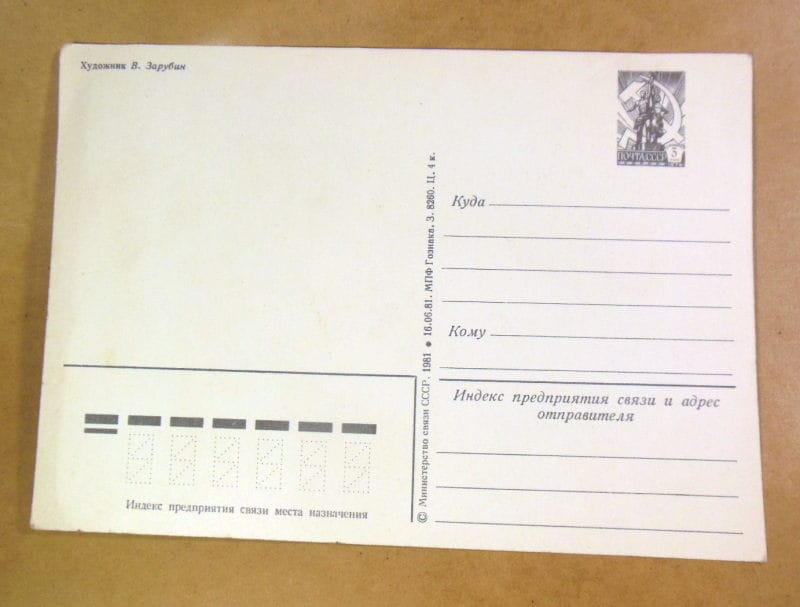 Художник В. Зарубин
ПОЧТА СССР 3
Куда
Кому
Индекс предприятия связи и адрес
отправителя
Индекс предприятия связи места назначения
© Министерство связи СССР. 1981 ● 16.06.81. МПФ Гознака. З. 8260. Ц. 4 к.